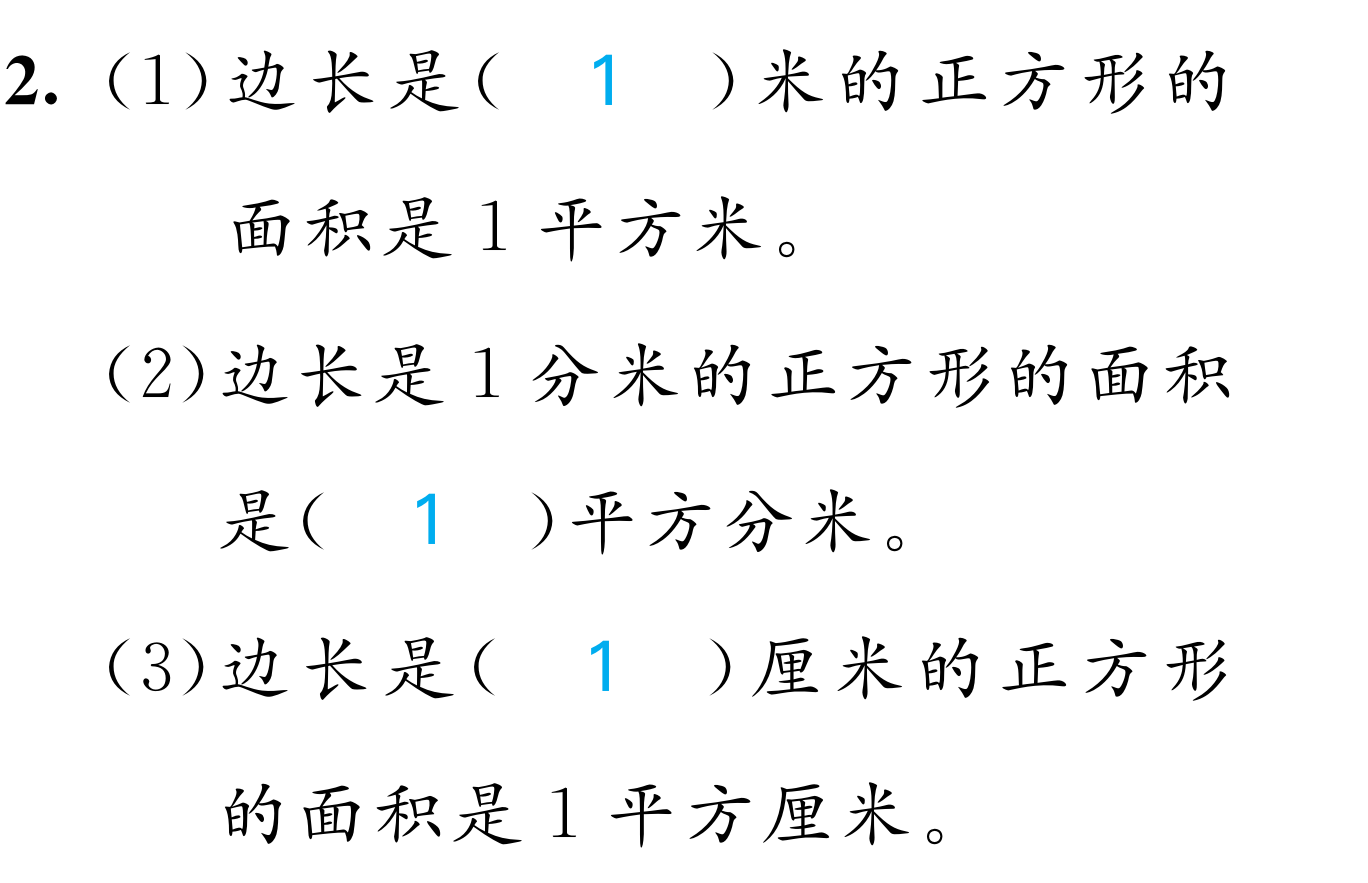 2. (1)边长是( 1 )米的正方形的
面积是1平方米。
(2)边长是1分米的正方形的面积
是( 1 )平方分米。
(3)边长是( 1 )厘米的正方形
的面积是1平方厘米。